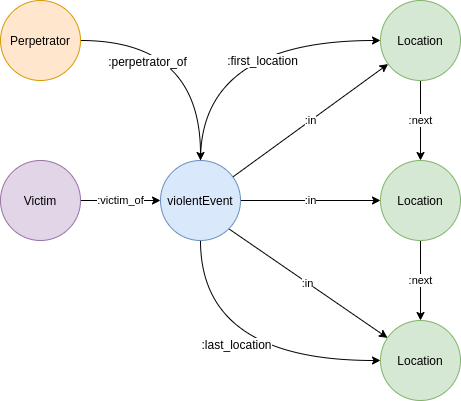 Perpetrator
:perpetrator_of
:first_location
Location
:in
:next
Victim
:victim_of
violentEvent
:in
Location
:in
:next
:last_location
Location